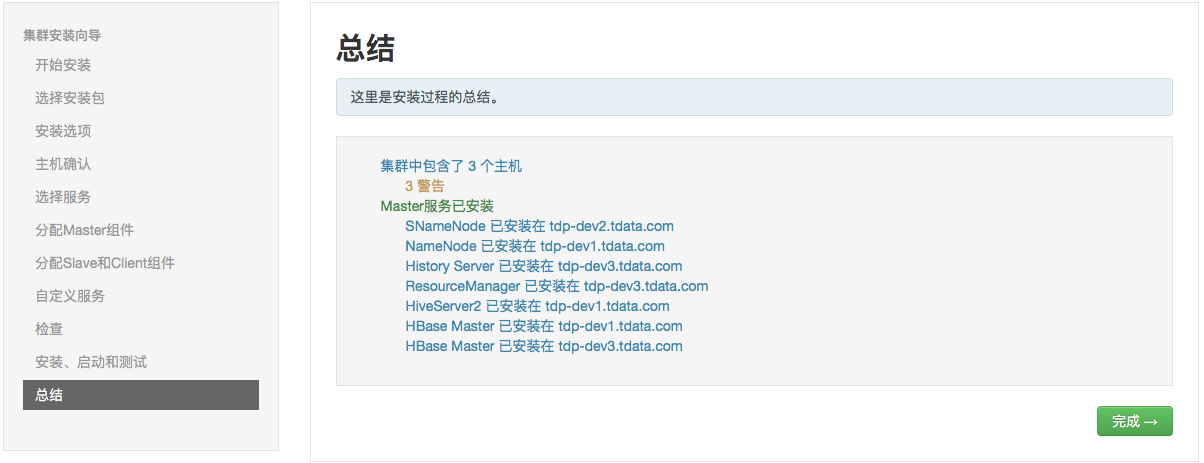 集群安装向导
开始安装
选择安装包
安装选项
主机确认
选择服务
分配Master组件
分配Slave和Client组件
自定义服务
检查
安装、启动和测试
总结
总结
这里是安装过程的总结。
集群中包含了 3 个主机
3 警告
Master服务已安装
SNameNode 已安装在 tdp-dev2.tdata.com
NameNode 已安装在 tdp-dev1.tdata.com
History Server 已安装在 tdp-dev3.tdata.com
ResourceManager 已安装在 tdp-dev3.tdata.com
HiveServer2 已安装在 tdp-dev1.tdata.com
HBase Master 已安装在 tdp-dev1.tdata.com
HBase Master 已安装在 tdp-dev3.tdata.com
完成 →